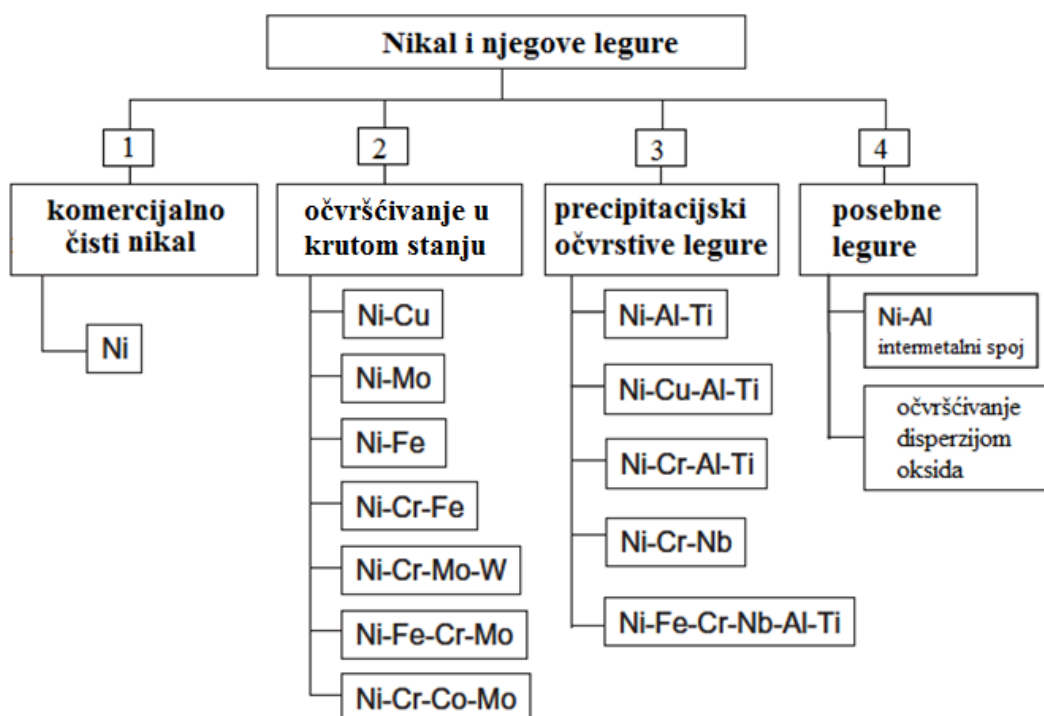 Nikal i njegove legure
1
2
3
4
komercijalno
čisti nikal
očvršćivanje u
krutom stanju
precipitacijski
očvrstive legure
posebne
legure
Ni
Ni-Cu
Ni-Mo
Ni-Fe
Ni-Cr-Fe
Ni-Cr-Mo-W
Ni-Fe-Cr-Mo
Ni-Cr-Co-Mo
Ni-Al-Ti
Ni-Cu-Al-Ti
Ni-Cr-Al-Ti
Ni-Cr-Nb
Ni-Fe-Cr-Nb-Al-Ti
Ni-Al
intermetalni spoj
očvršćivanje
disperzijom
oksida